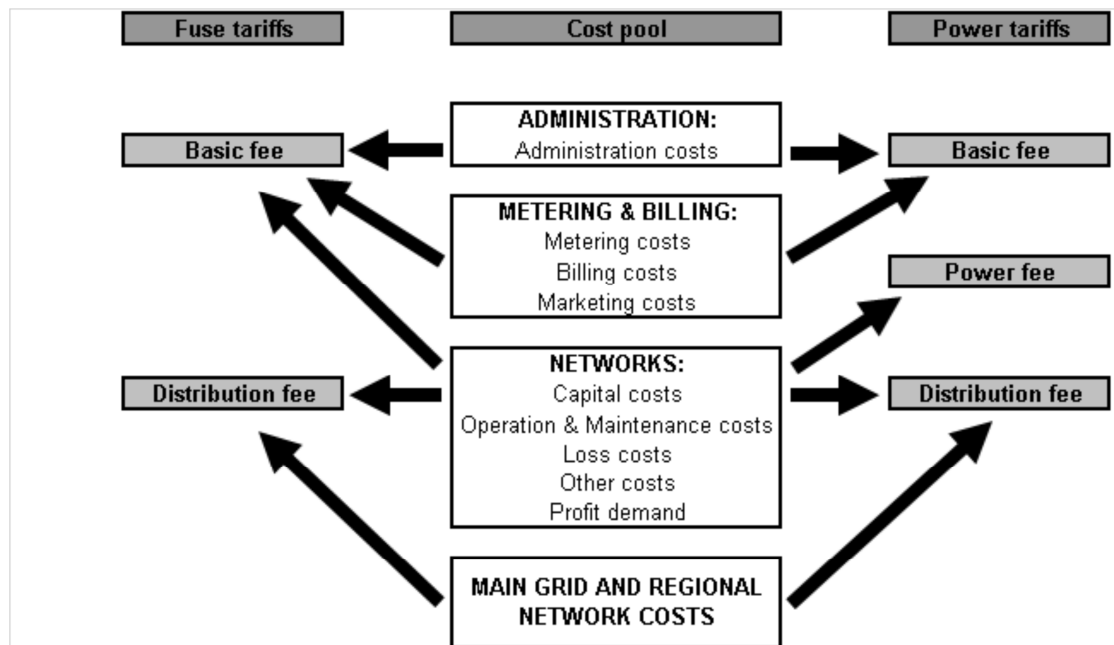 Fuse tariffs
Cost pool
Power tariffs
ADMINISTRATION:
Administration costs
Basic fee
Basic fee
METERING & BILLING:
Metering costs
Billing costs
Marketing costs
Power fee
NETWORKS:
Capital costs
Operation & Maintenance costs
Loss costs
Other costs
Profit demand
Distribution fee
Distribution fee
MAIN GRID AND REGIONAL
NETWORK COSTS